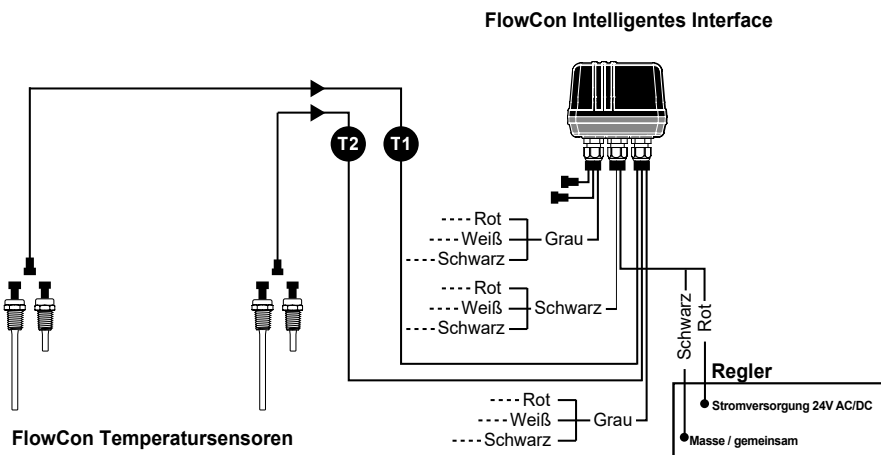 FlowCon Intelligentes Interface
T2
T1
Rot
Weiß
Grau
Schwarz
Rot
Weiß
Schwarz
Schwarz
Schwarz
Rot
Regler
Rot
Stromversorgung 24V AC/DC
Weiß
Grau
FlowCon Temperatursensoren
Schwarz
Masse / gemeinsam